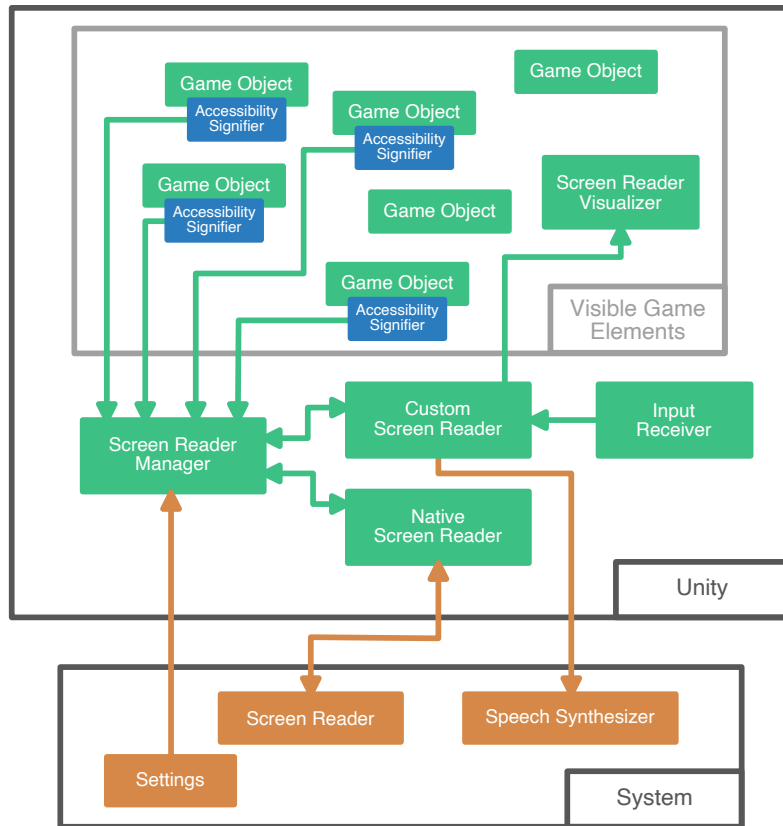 Game Object
Game Object
Accessibility
Signifier
Game Object
Accessibility
Signifier
Game Object
Accessibility
Signifier
Screen Reader
Visualizer
Game Object
Game Object
Accessibility
Signifier
Visible Game
Elements
Custom
Screen Reader
Input
Receiver
Screen Reader
Manager
Native
Screen Reader
Unity
Screen Reader
Speech Synthesizer
Settings
System